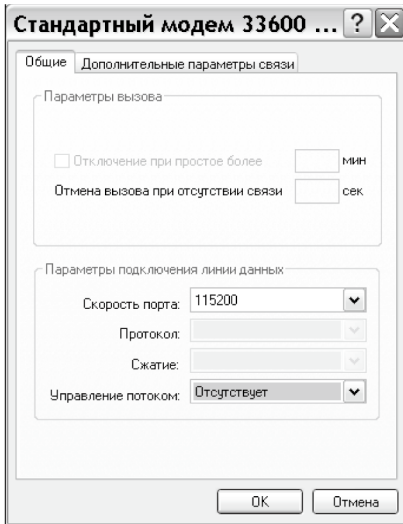 Стандартный модем 33600 ...
Общие Дополнительные параметры связи
Параметры вызова
Отключение при простое более мин
Отмена вызова при отсутствии связи сек
Параметры подключения линии данных
Скорость порта: 115200
Протокол:
Сжатие:
Управление потоком: Отсутствует
OK Отмена